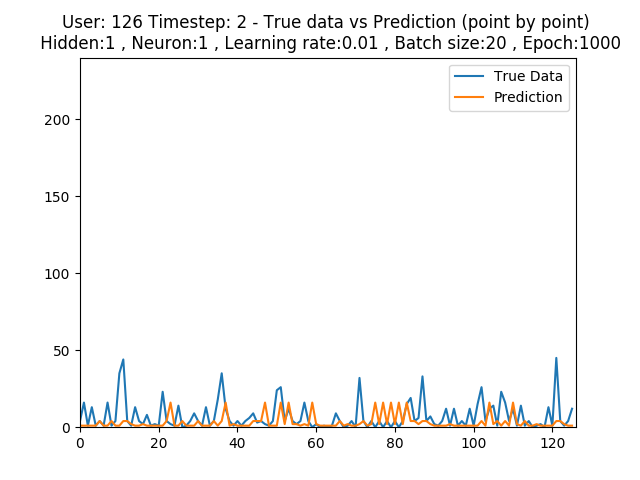 User: 126 Timestep: 2 - True data vs Prediction (point by point)
Hidden:1 , Neuron:1 , Learning rate:0.01 , Batch size:20 , Epoch:1000
True Data
Prediction
200
150
100
50
0
0 20 40 60 80 100 120